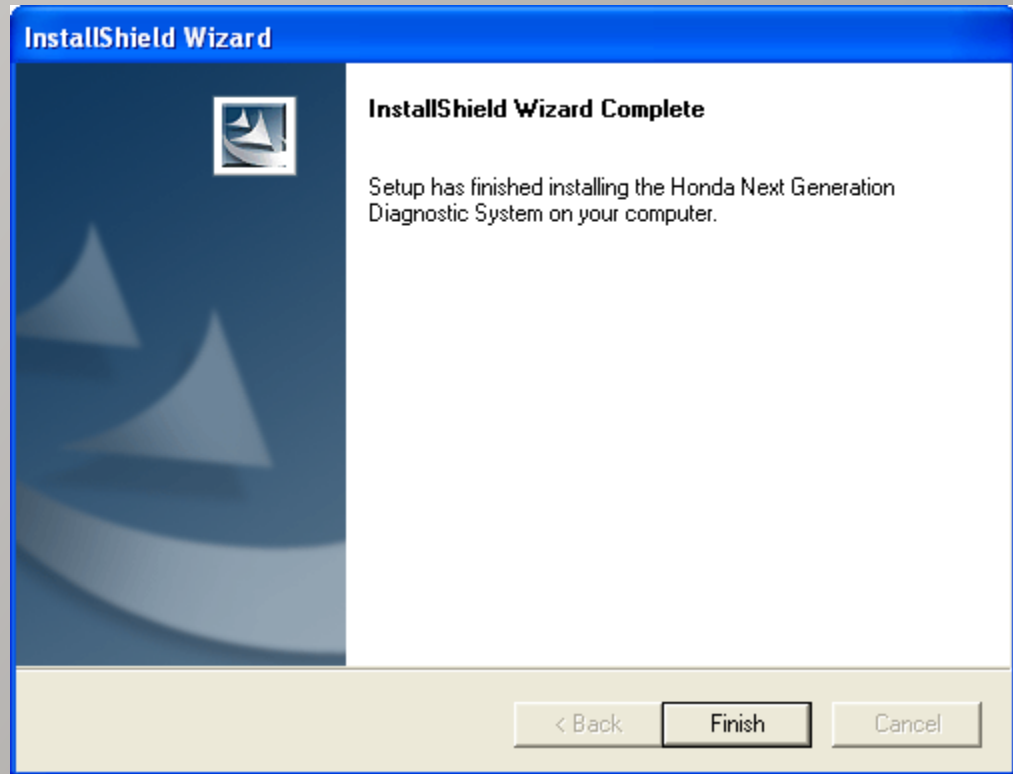 InstallShield Wizard
InstallShield Wizard Complete
Setup has finished installing the Honda Next Generation
Diagnostic System on your computer.
< Back
Finish
Cancel